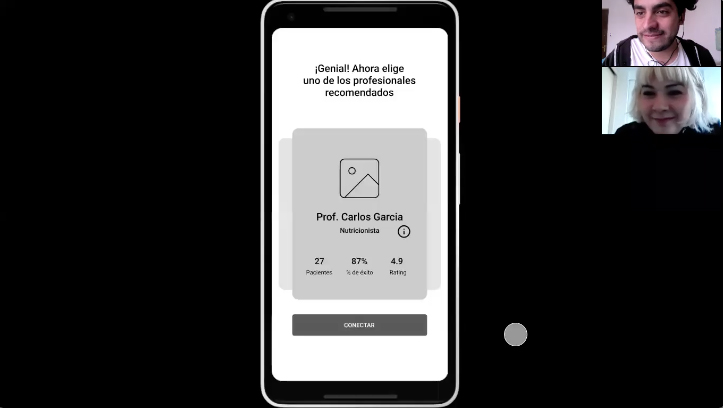 ¡Genial! Ahora elige
uno de los profesionales
recomendados
Prof. Carlos Garcia
Nutricionista
27 87% 4.9
Pacientes % de éxito Rating
CONECTAR